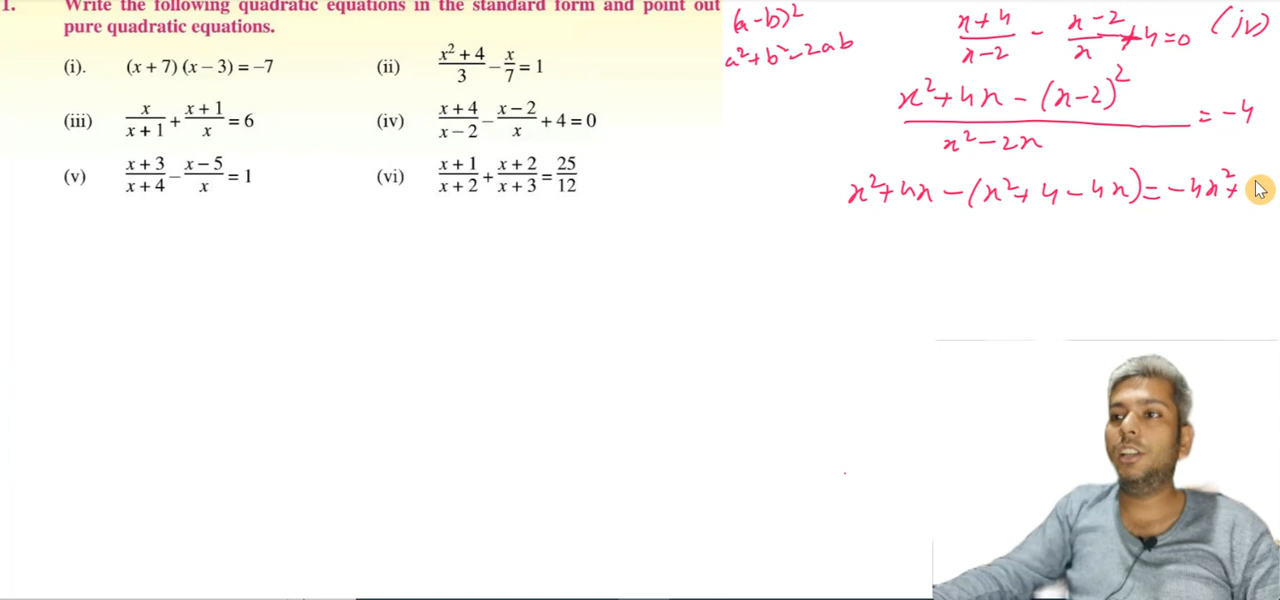 1. Write the following quadratic equations in the standard form and point out
pure quadratic equations.
(i). (x + 7) (x – 3) = –7
(ii) x² + 4 / 3 – x / 7 = 1
(iii) x / x + 1 + x + 1 / x = 6
(iv) x + 4 / x – 2 – x – 2 / x + 4 = 0
(v) x + 3 / x + 4 – x – 5 / x = 1
(vi) x + 1 / x + 2 + x + 2 / x + 3 = 25 / 12
(a-b)²
a²+b²-2ab
x+4 / x-2 - x-2 / x +4=0 (iv)
x²+4x-(x-2)² / x²-2x = -4
x²+4x-(x²+4-4x)=-4x²+